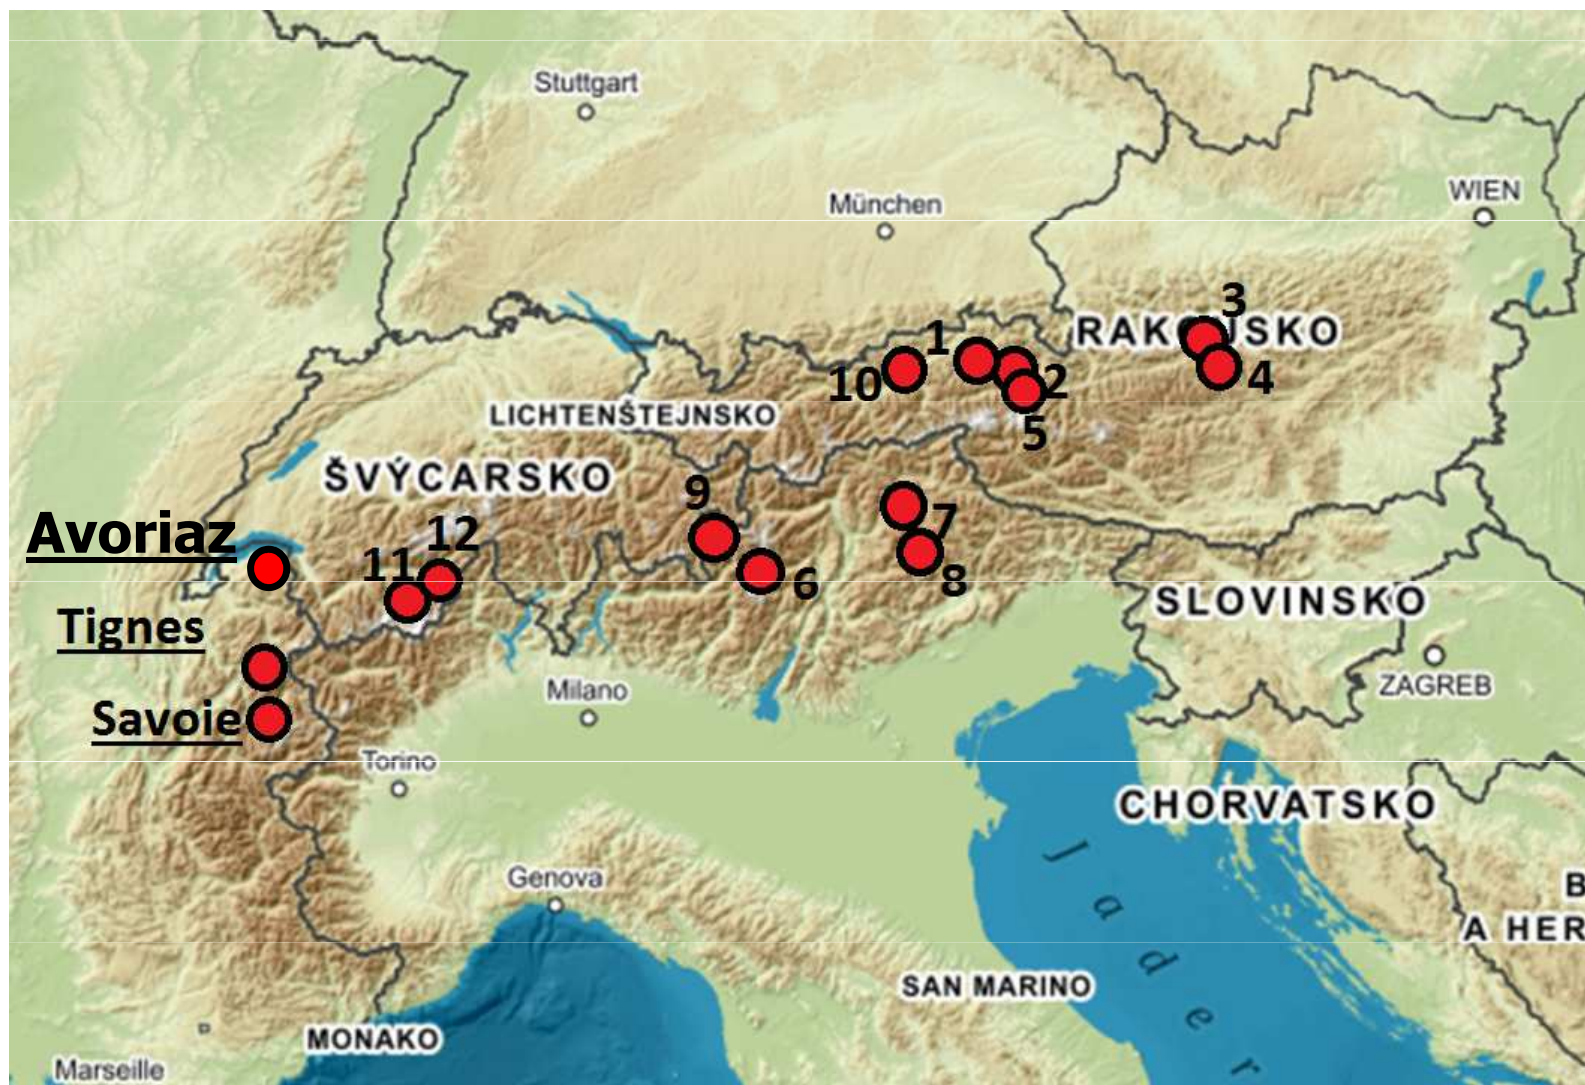 Stuttgart
München
WIEN
3
1
RAKOUSKO
10
2
4
LICHTENŠTEJNSKO
5
ŠVÝCARSKO
9
Avoriaz
12
7
11
8
6
SLOVINSKO
Tignes
Milano
ZAGREB
Savoie
Torino
CHORVATSKO
Genova
B
A HER
Jader
SAN MARINO
MONAKO
Marseille